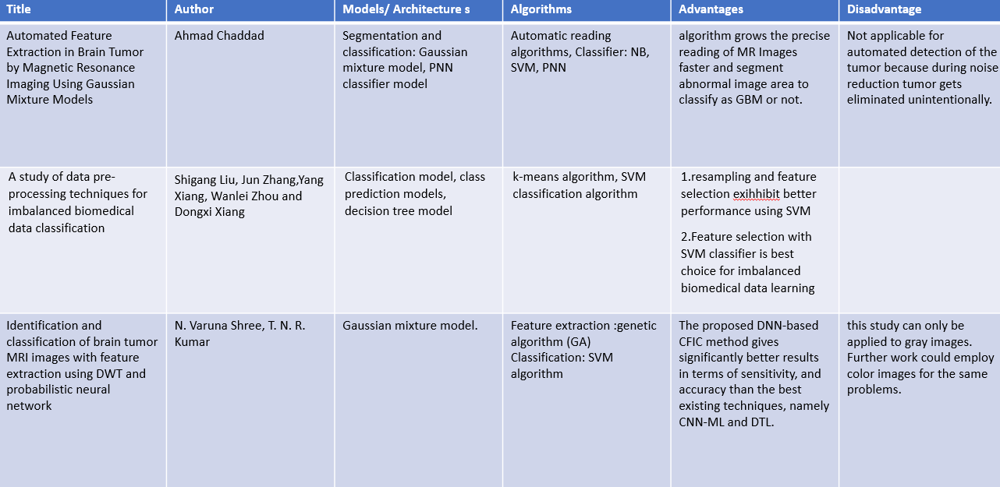 Title
Author
Models/ Architecture s
Algorithms
Advantages
Disadvantage
Automated Feature
Extraction in Brain Tumor
by Magnetic Resonance
Imaging Using Gaussian
Mixture Models
Ahmad Chaddad
Segmentation and
classification: Gaussian
mixture model, PNN
classifier model
Automatic reading
algorithms, Classifier: NB,
SVM, PNN
algorithm grows the precise
reading of MR Images
faster and segment
abnormal image area to
classify as GBM or not.
Not applicable for
automated detection of the
tumor because during noise
reduction tumor gets
eliminated unintentionally.
A study of data pre-
processing techniques for
imbalanced biomedical
data classification
Shigang Liu, Jun Zhang,Yang
Xiang, Wanlei Zhou and
Dongxi Xiang
Classification model, class
prediction models,
decision tree model
k-means algorithm, SVM
classification algorithm
1.resampling and feature
selection exihhibit better
performance using SVM
2.Feature selection with
SVM classifier is best
choice for imbalanced
biomedical data learning
Identification and
classification of brain tumor
MRI images with feature
extraction using DWT and
probabilistic neural
network
N. Varuna Shree, T. N. R.
Kumar
Gaussian mixture model.
Feature extraction :genetic
algorithm (GA)
Classification: SVM
algorithm
The proposed DNN-based
CFIC method gives
significantly better results
in terms of sensitivity, and
accuracy than the best
existing techniques, namely
CNN-ML and DTL.
this study can only be
applied to gray images.
Further work could employ
color images for the same
problems.